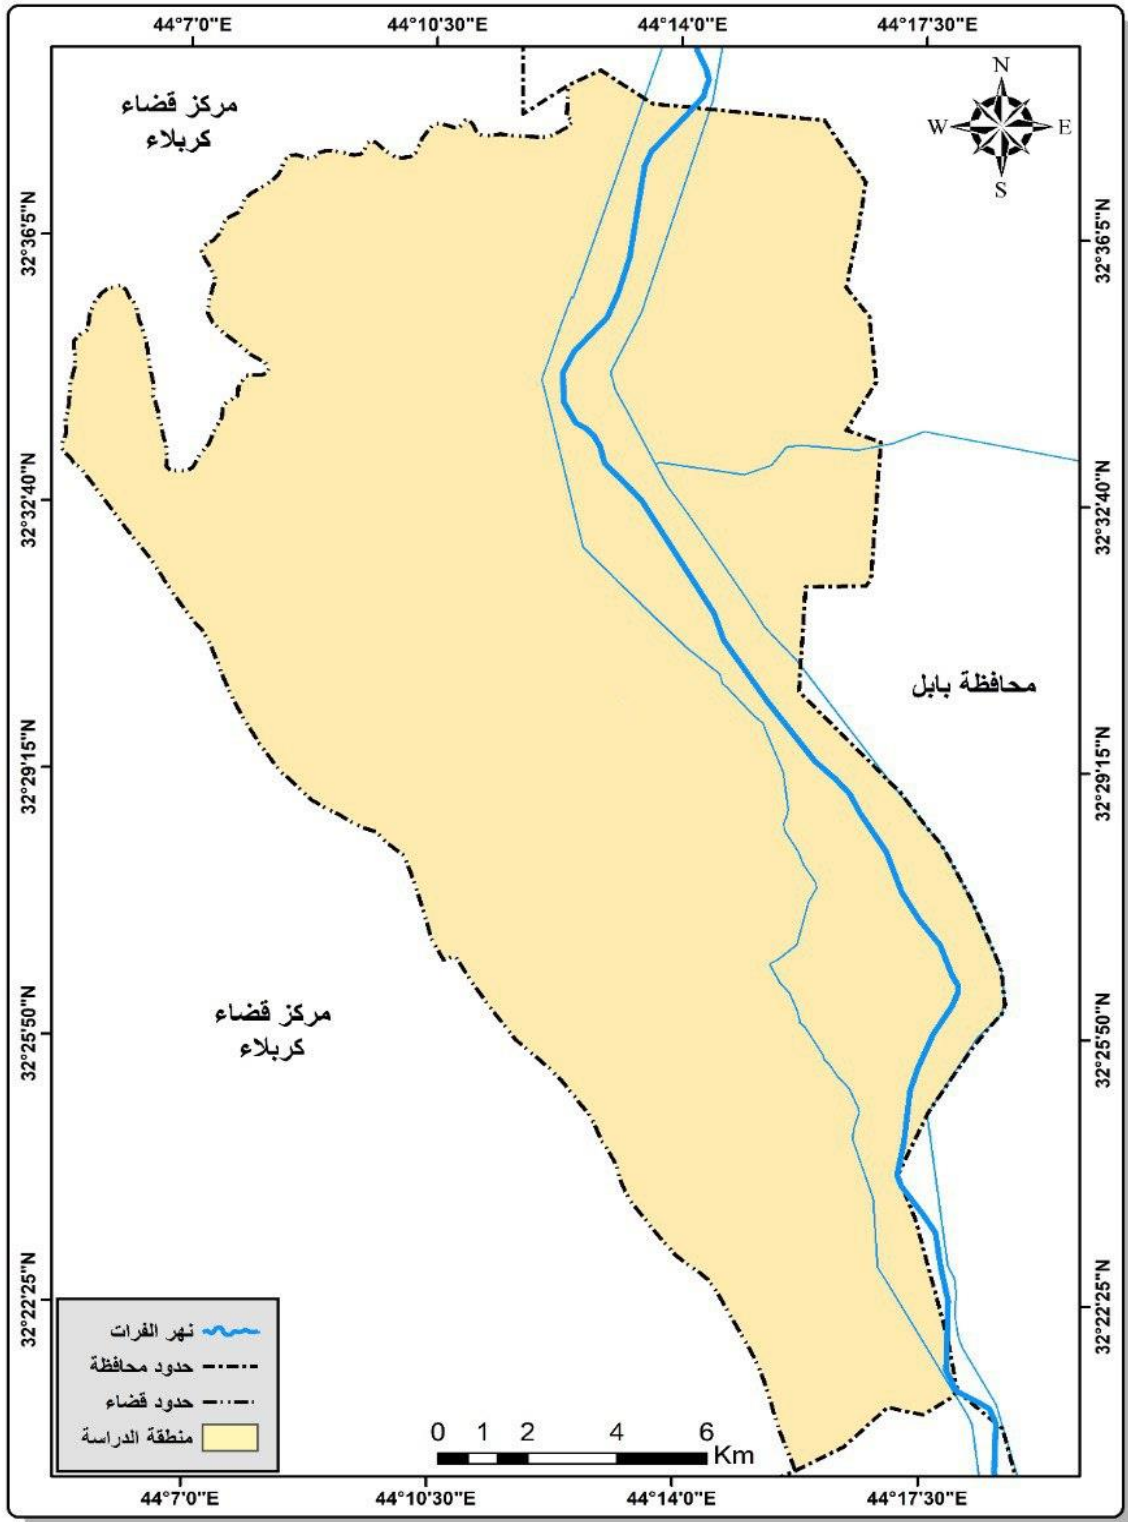 44°7'0"E
44°10'30"E
44°14'0"E
44°17'30"E
N
W
E
S
مركز قضاء
كربلاء
32°36'5"N
32°36'5"N
32°32'40"N
32°32'40"N
محافظة بابل
32°29'15"N
32°29'15"N
مركز قضاء
كربلاء
32°25'50"N
32°25'50"N
32°22'25"N
32°22'25"N
نهر الفرات
حدود محافظة
حدود قضاء
منطقة الدراسة
0 1 2 4 6
Km
44°7'0"E
44°10'30"E
44°14'0"E
44°17'30"E